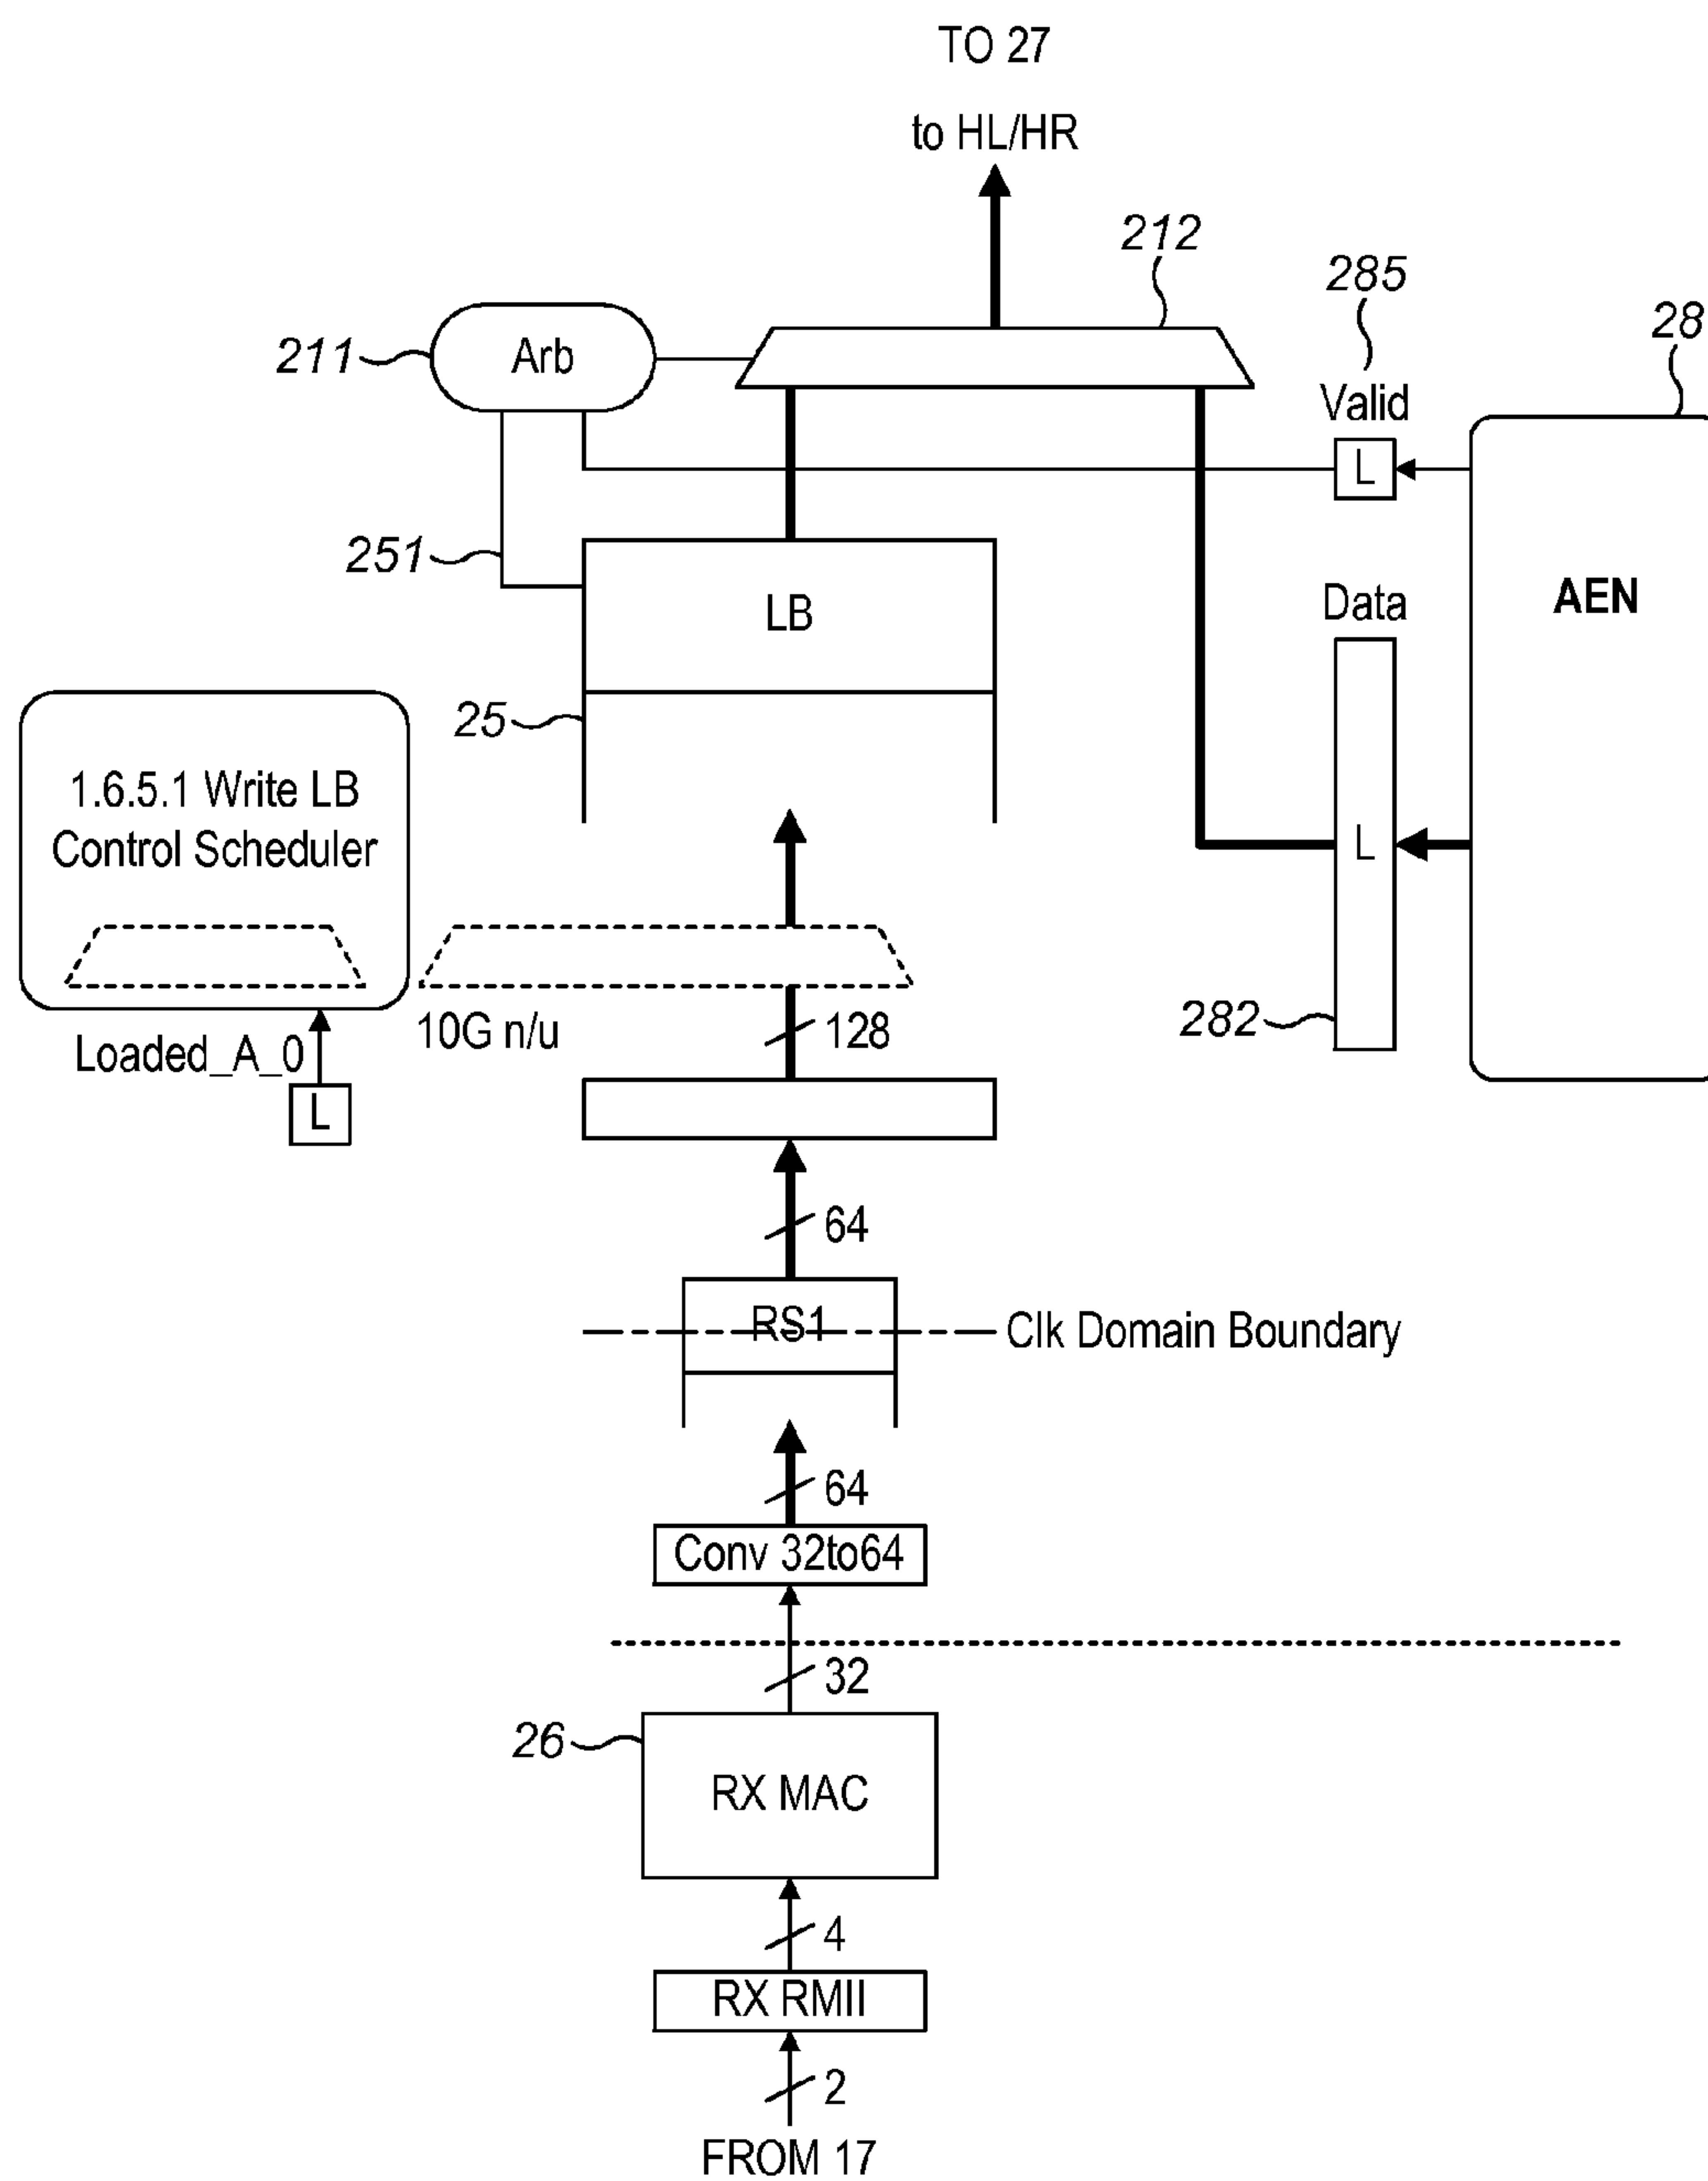 TO 27
to HL/HR
212
285
28
211
Arb
Valid
L
251
LB
Data
AEN
25
1.6.5.1 Write LB
Control Scheduler
L
282
10G n/u
128
Loaded_A_0
L
64
RS1
Clk Domain Boundary
64
Conv 32to64
32
26
RX MAC
4
RX RMII
2
FROM 17